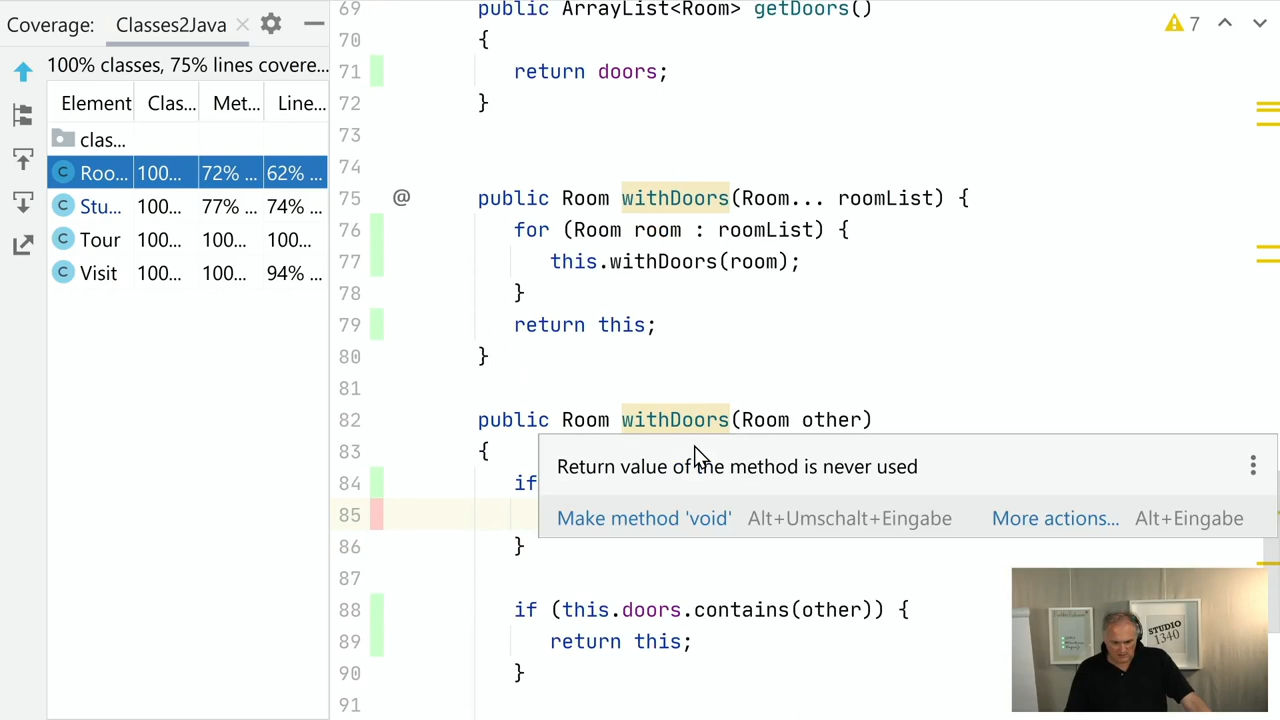 Coverage: Classes2Java
100% classes, 75% lines covere...
Element Clas... Met... Line...
clas...
C Roo... 100... 72% ... 62% ...
C Stu... 100... 77% ... 74% ...
C Tour 100... 100... 100...
C Visit 100... 100... 94% ...
7
69 public ArrayList<Room> getDoors()
70 {
71 return doors;
72 }
73
74
75 @ public Room withDoors(Room... roomList) {
76 for (Room room : roomList) {
77 this.withDoors(room);
78 }
79 return this;
80 }
81
82 public Room withDoors(Room other)
83 {
84 if
85
86 }
87
88 if (this.doors.contains(other)) {
89 return this;
90 }
91
Return value of the method is never used
Make method 'void' Alt+Umschalt+Eingabe More actions... Alt+Eingabe
STUDIO
1340